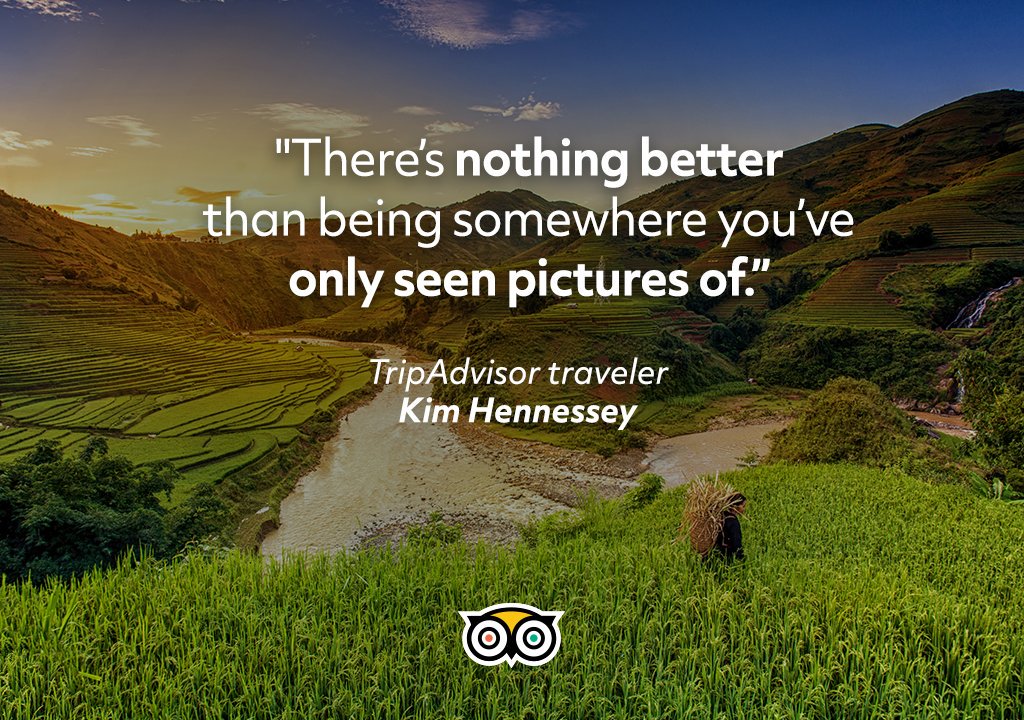 "There’s nothing better
than being somewhere you’ve
only seen pictures of.”
TripAdvisor traveler
Kim Hennessey